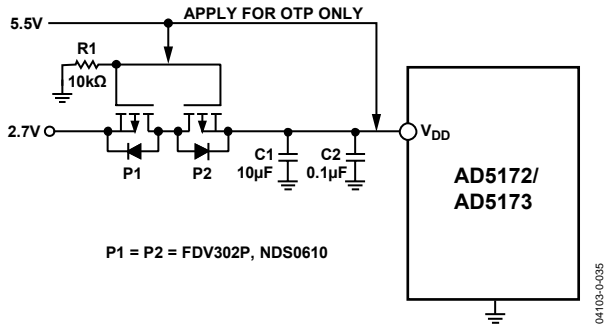 5.5V
APPLY FOR OTP ONLY
R1
10kΩ
2.7V
P1
P2
C1
10µF
C2
0.1µF
VDD
AD5172/
AD5173
P1 = P2 = FDV302P, NDS0610
04103-0-035